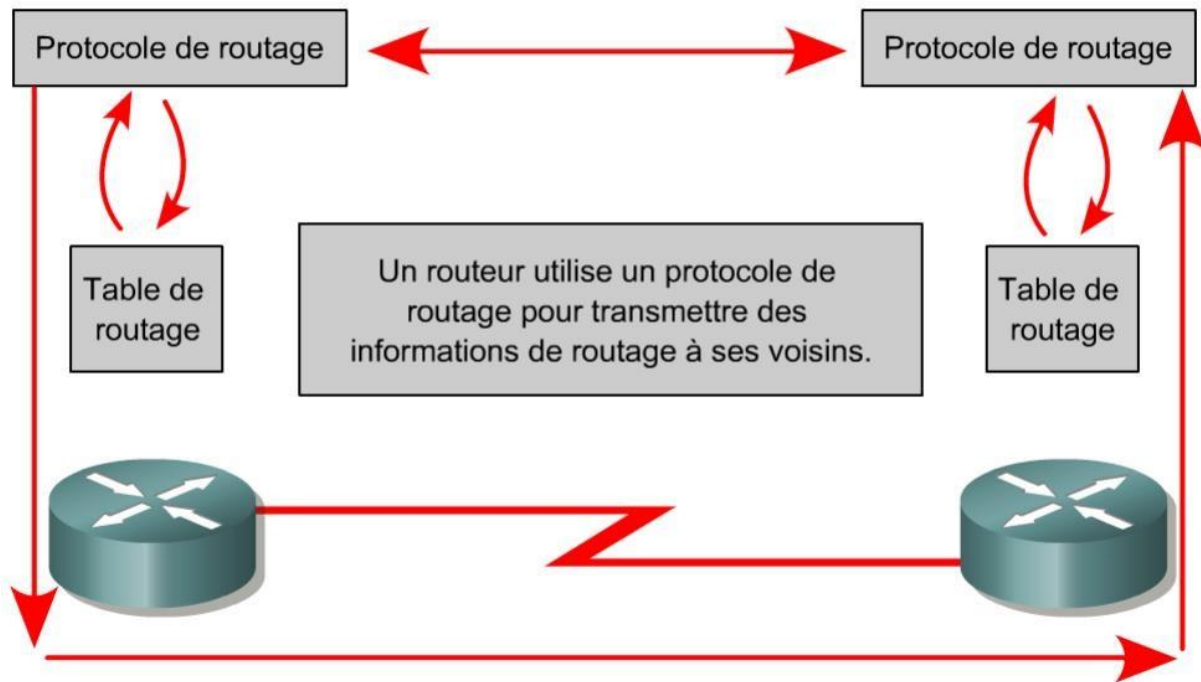 Protocole de routage
Protocole de routage
Table de
routage
Un routeur utilise un protocole de
routage pour transmettre des
informations de routage à ses voisins.
Table de
routage